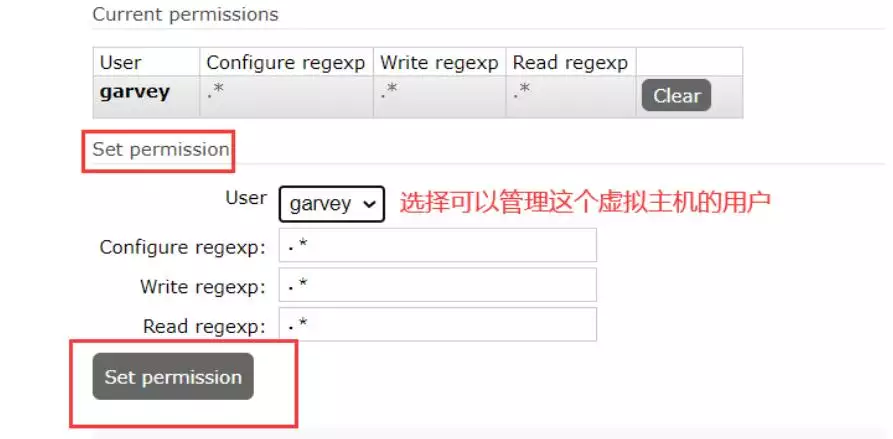 Current permissions
User Configure regexp Write regexp Read regexp
garvey .* .* .* Clear
Set permission
User garvey 选择可以管理这个虚拟主机的用户
Configure regexp: .*
Write regexp: .*
Read regexp: .*
Set permission